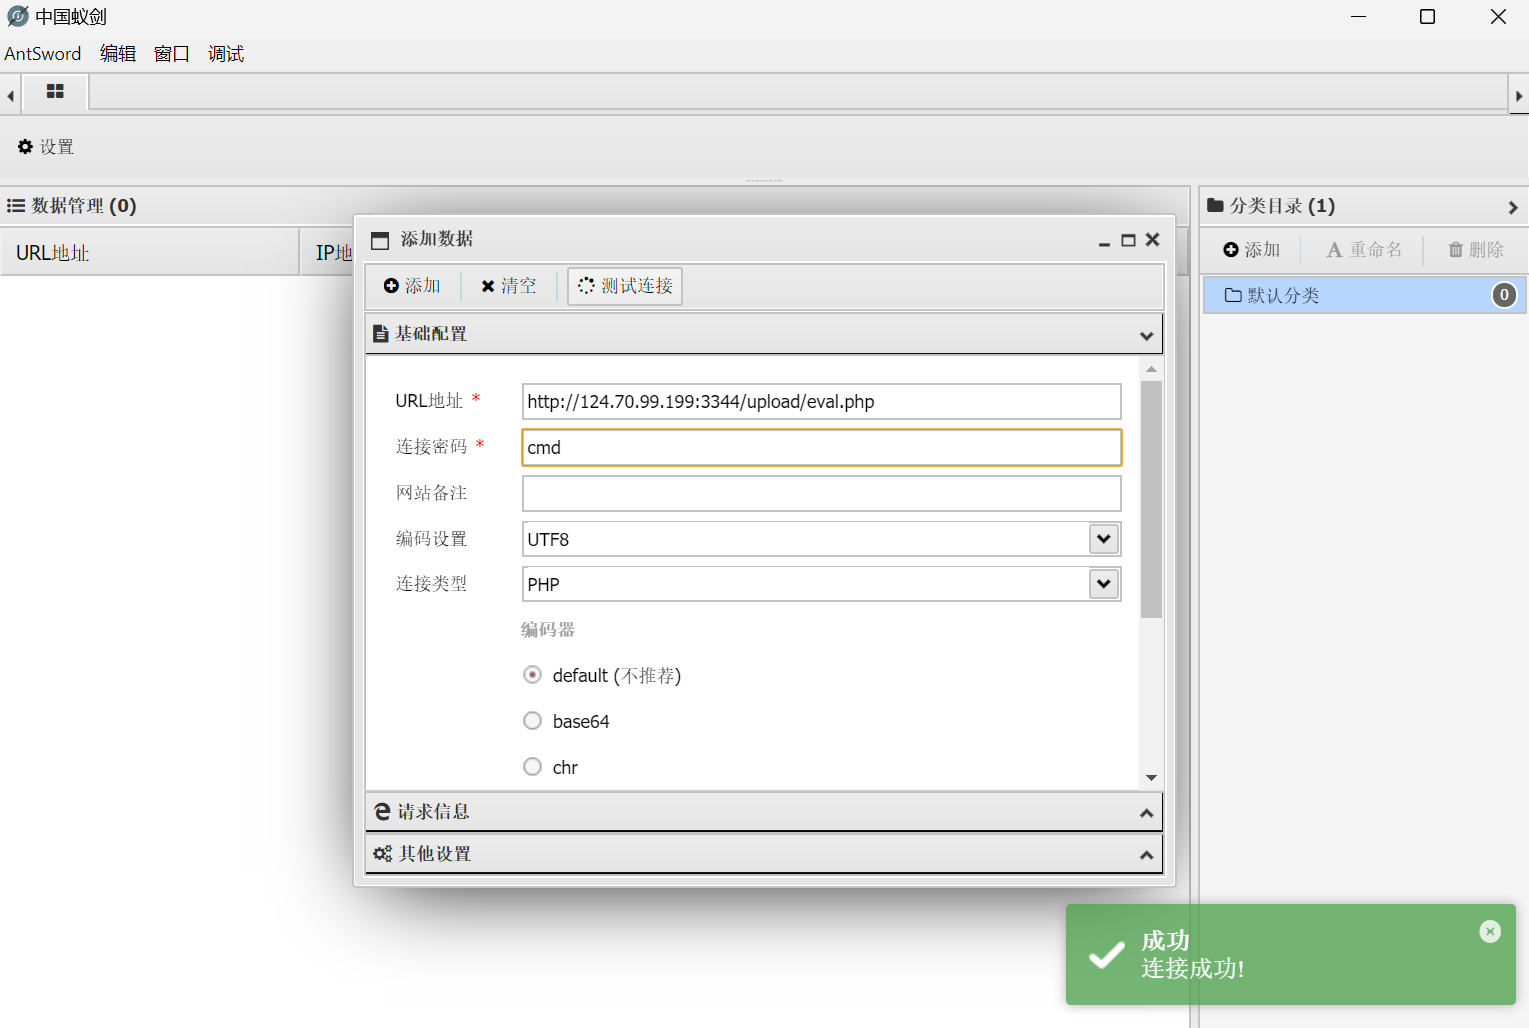 中国蚁剑
AntSword 编辑 窗口 调试
设置
数据管理 (0)
URL地址 IP地
添加数据
添加 清空 测试连接
基础配置
URL地址 * http://124.70.99.199:3344/upload/eval.php
连接密码 * cmd
网站备注
编码设置 UTF8
连接类型 PHP
编码器
default (不推荐)
base64
chr
请求信息
其他设置
分类目录 (1)
添加 重命名 删除
默认分类 0
成功
连接成功!